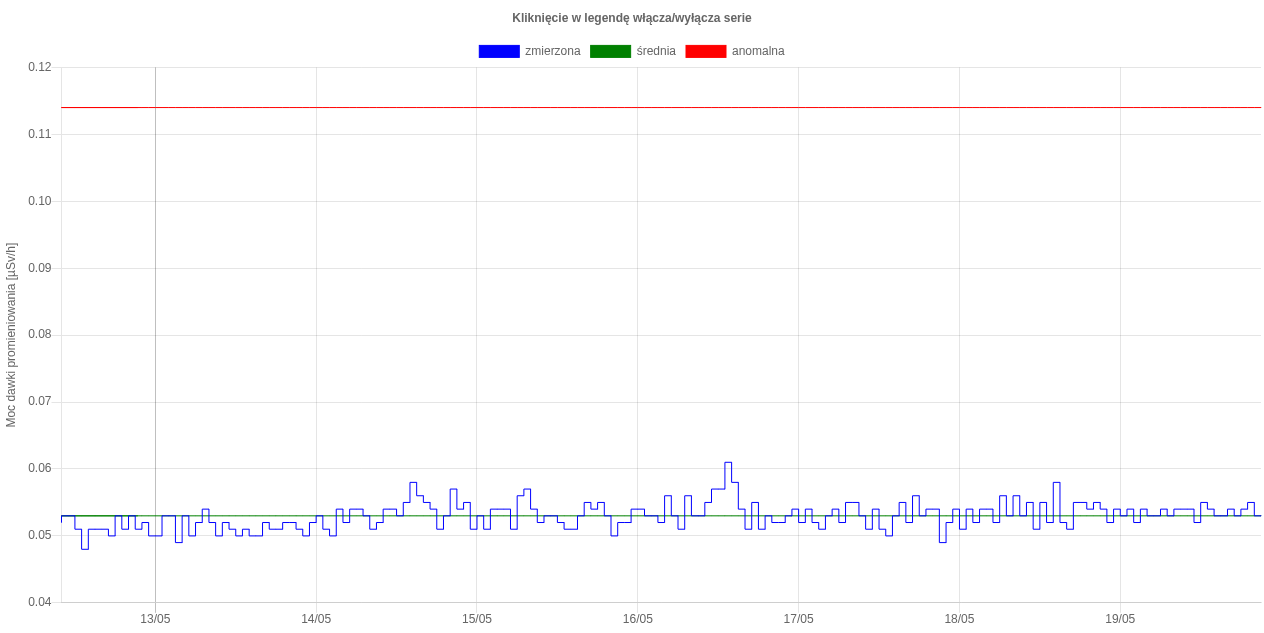 Kliknięcie w legendę włącza/wyłącza serie
zmierzona średnia anomalna
Moc dawki promieniowania [µSv/h]
0.12
0.11
0.10
0.09
0.08
0.07
0.06
0.05
0.04
13/05 14/05 15/05 16/05 17/05 18/05 19/05